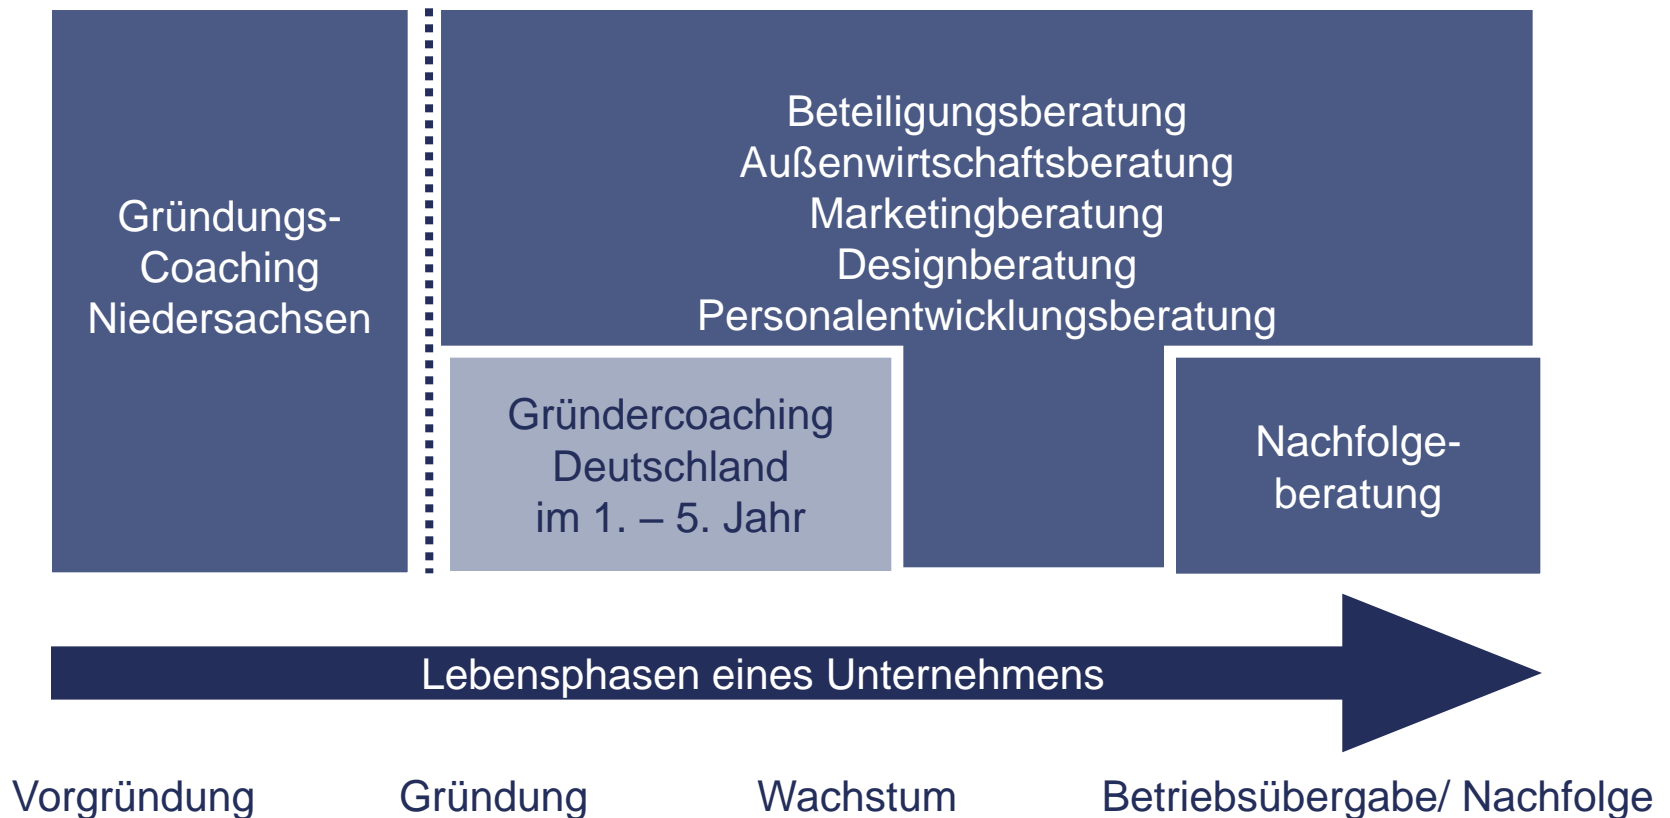 Gründungs-
Coaching
Niedersachsen
Beteiligungsberatung
Außenwirtschaftsberatung
Marketingberatung
Designberatung
Personalentwicklungsberatung
Gründercoaching
Deutschland
im 1. – 5. Jahr
Nachfolge-
beratung
Lebensphasen eines Unternehmens
Vorgründung Gründung Wachstum Betriebsübergabe/ Nachfolge